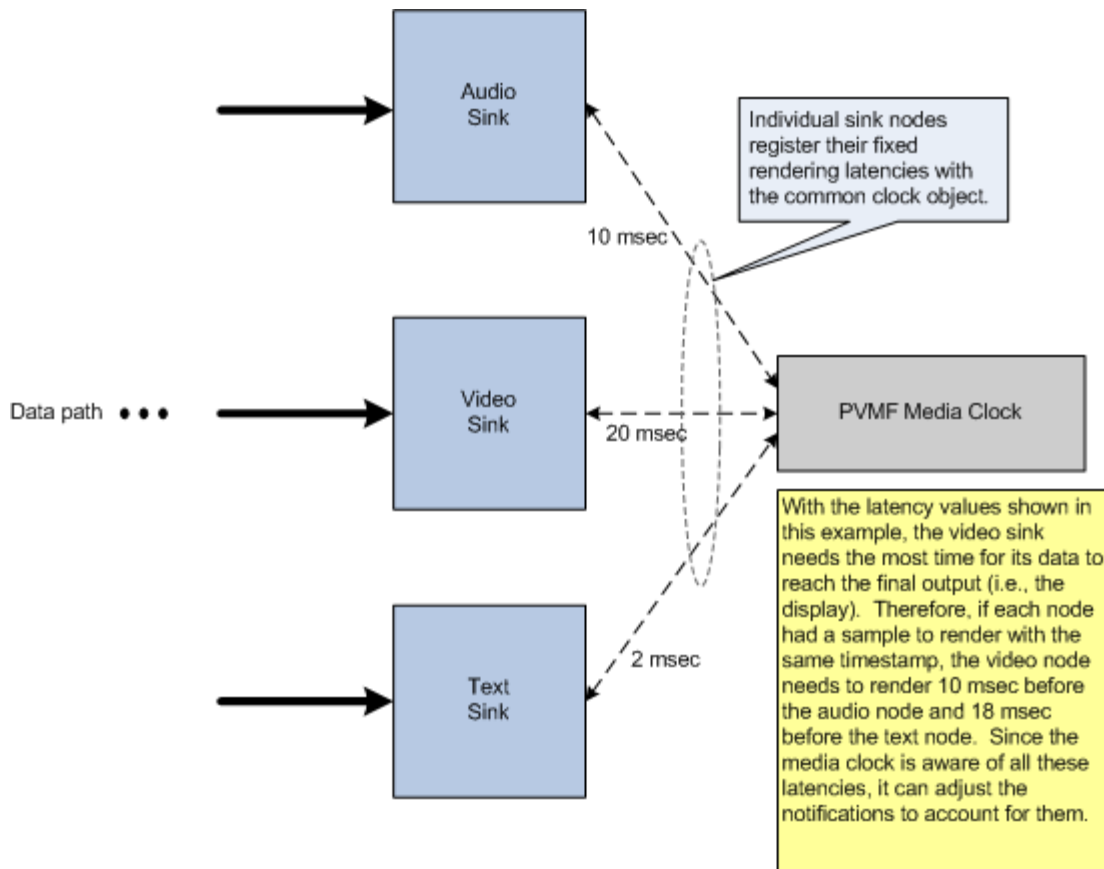 Audio
Sink
Individual sink nodes
register their fixed
rendering latencies with
the common clock object.
10 msec
Data path
Video
Sink
20 msec
PVMF Media Clock
With the latency values shown in
this example, the video sink
needs the most time for its data to
reach the final output (i.e., the
display).  Therefore, if each node
had a sample to render with the
same timestamp, the video node
needs to render 10 msec before
the audio node and 18 msec
before the text node.  Since the
media clock is aware of all these
latencies, it can adjust the
notifications to account for them.
2 msec
Text
Sink